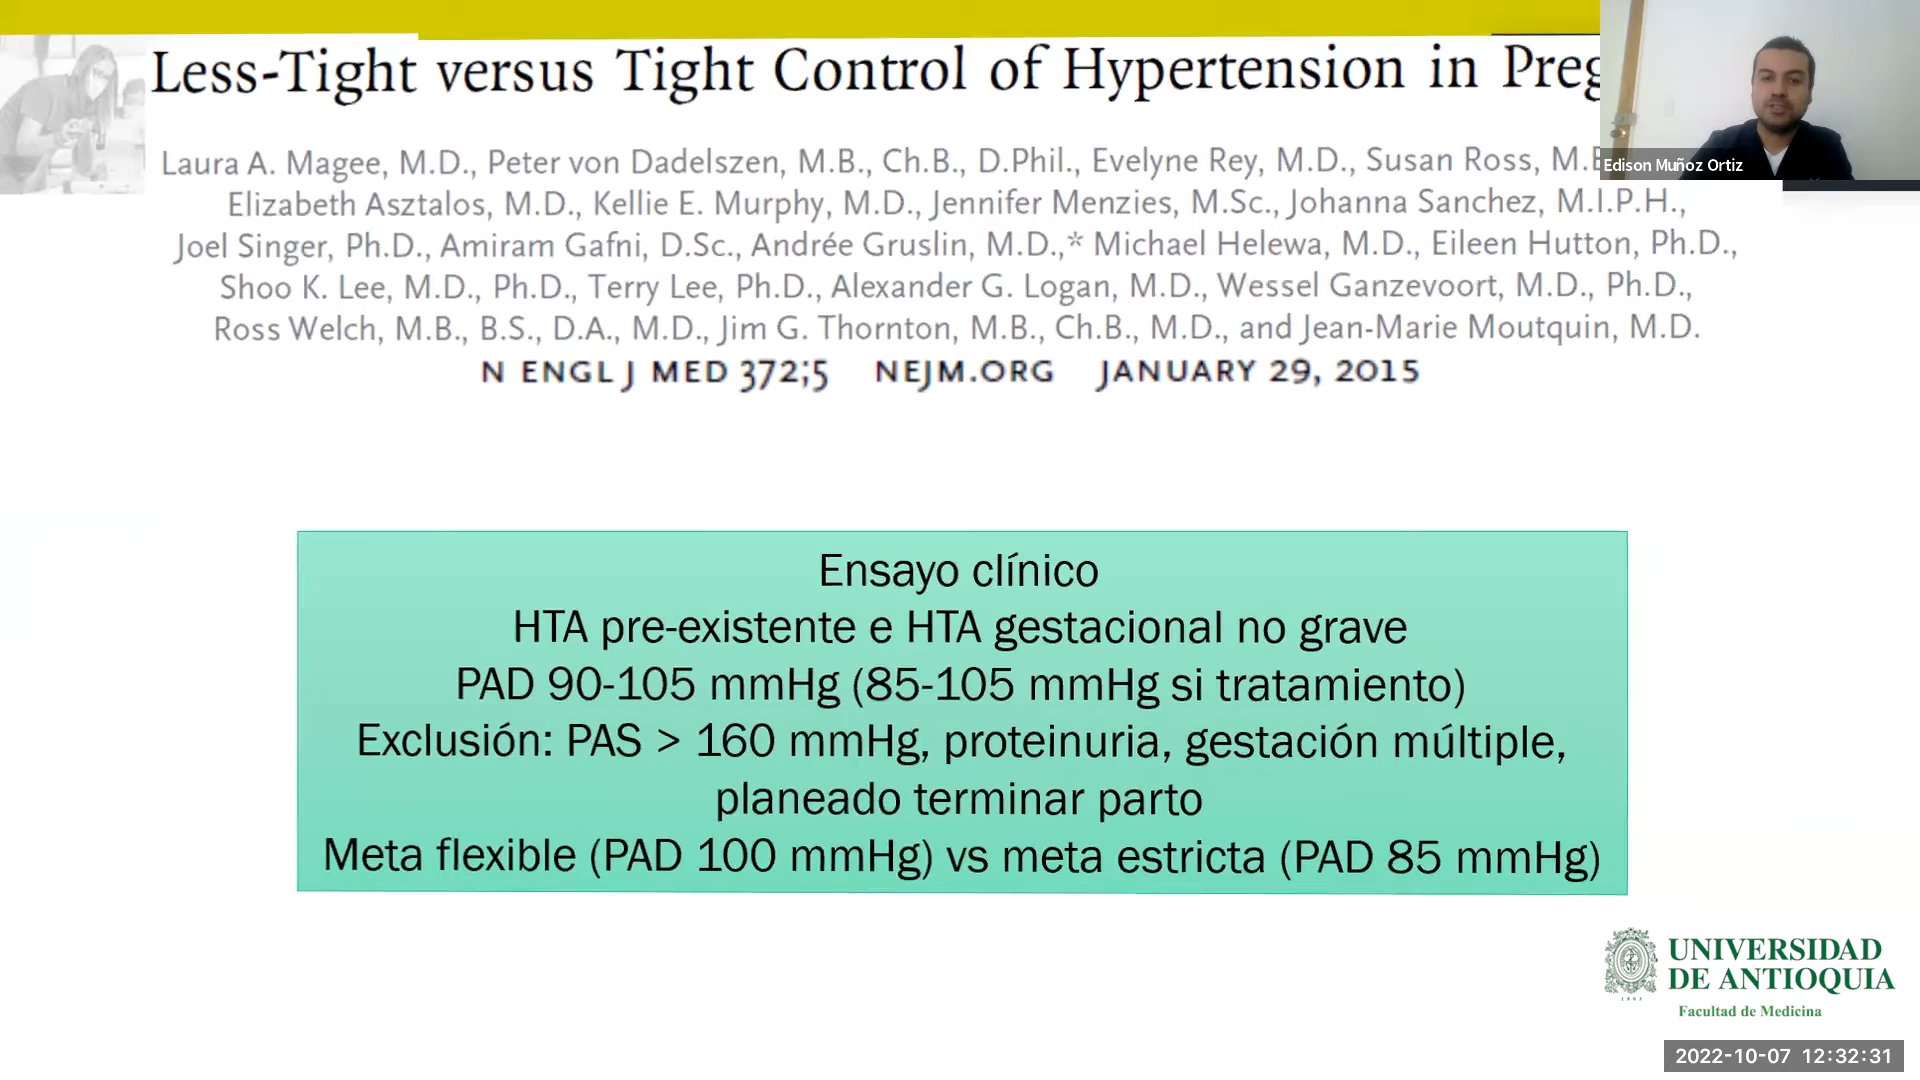 Less-Tight versus Tight Control of Hypertension in
Laura A. Magee, M.D., Peter von Dadelszen, M.B., Ch.B., D.Phil., Evelyne Rey, M.D., Susan Ross,
Elizabeth Asztalos, M.D., Kellie E. Murphy, M.D., Jennifer Menzies, M.Sc., Johanna Sanchez, M.I.P.H.,
Joel Singer, Ph.D., Amiram Gafni, D.Sc., Andrée Gruslin, M.D.,* Michael Helewa, M.D., Eileen Hutton, Ph.D.,
Shoo K. Lee, M.D., Ph.D., Terry Lee, Ph.D., Alexander G. Logan, M.D., Wessel Ganzevoort, M.D., Ph.D.,
Ross Welch, M.B., B.S., D.A., M.D., Jim G. Thornton, M.B., Ch.B., M.D., and Jean-Marie Moutquin, M.D.
N ENGL J MED 372;5 NEJM.ORG JANUARY 29, 2015
Edison Muñoz Ortiz
Ensayo clínico
HTA pre-existente e HTA gestacional no grave
PAD 90-105 mmHg (85-105 mmHg si tratamiento)
Exclusión: PAS > 160 mmHg, proteinuria, gestación múltiple,
planeado terminar parto
Meta flexible (PAD 100 mmHg) vs meta estricta (PAD 85 mmHg)
UNIVERSIDAD
DE ANTIOQUIA
1803
Facultad de Medicina
2022-10-07 12:32:31